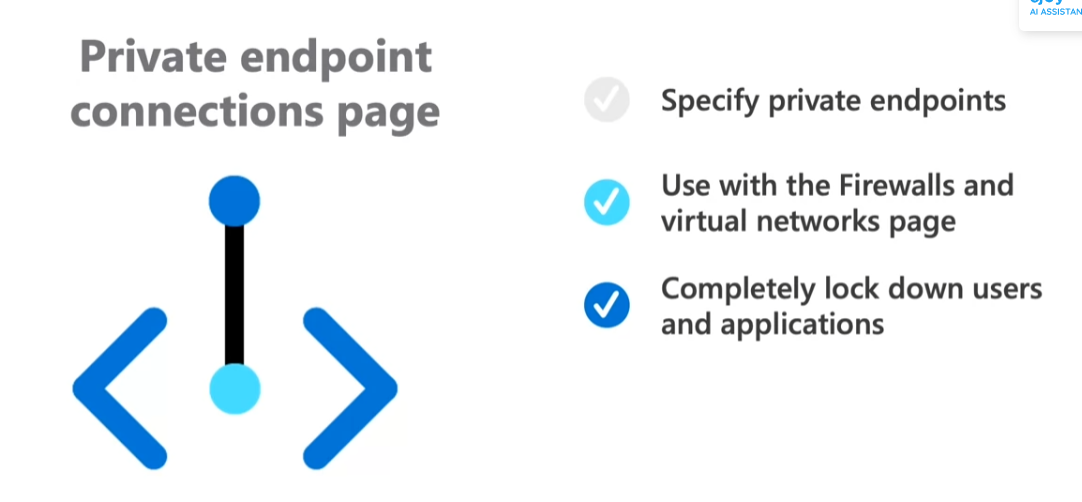 AI ASSISTAN
Private endpoint
connections page
Specify private endpoints
Use with the Firewalls and
virtual networks page
Completely lock down users
and applications